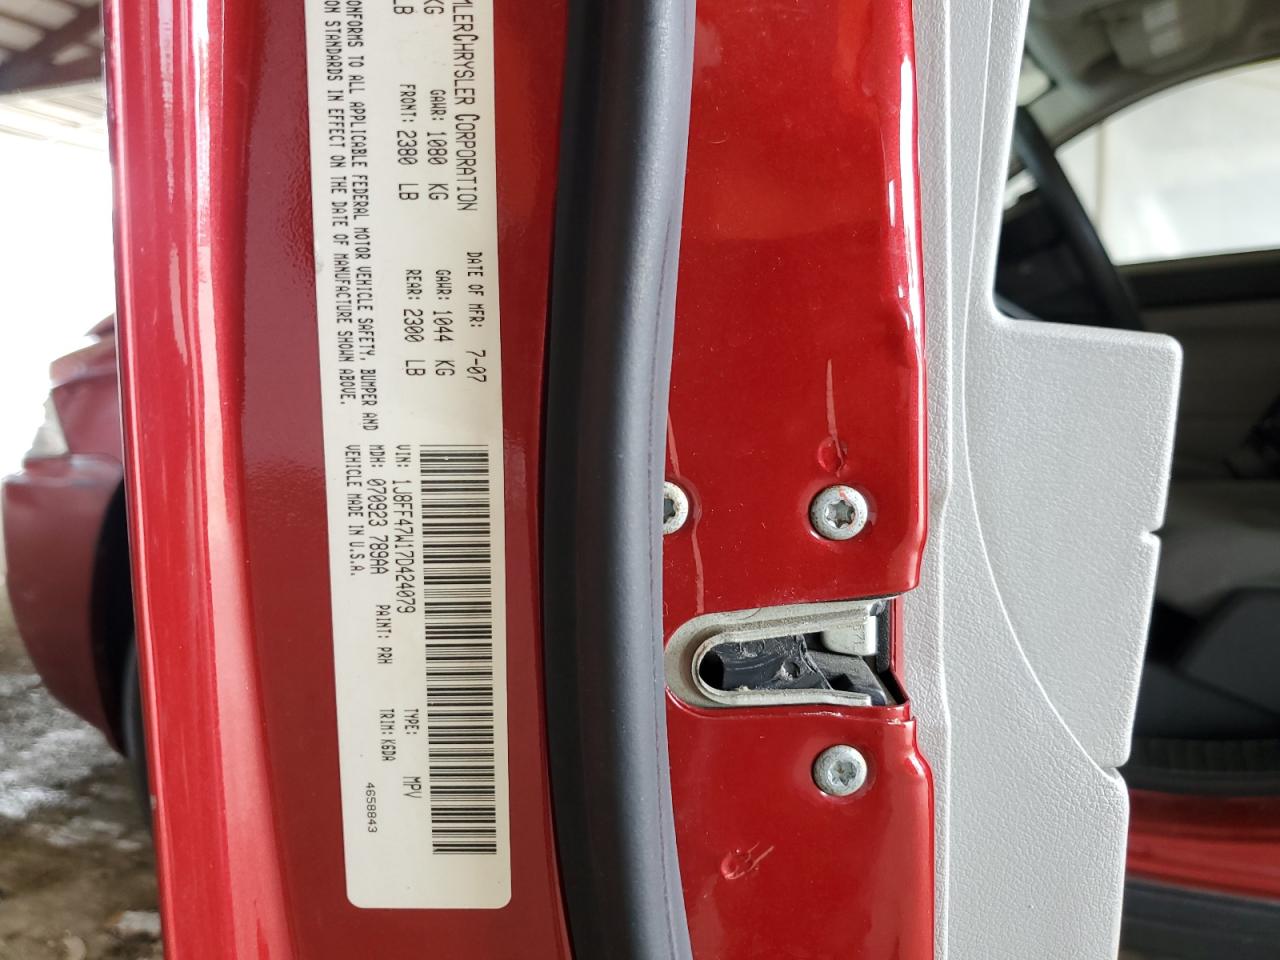 MLERCHRYSLER CORPORATION
DATE OF MFR: 7-07
KG
GAWR: 1080 KG
GAWR: 1044 KG
LB
FRONT: 2380 LB
REAR: 2300 LB
ONFORMS TO ALL APPLICABLE FEDERAL MOTOR VEHICLE SAFETY, BUMPER AND
ON STANDARDS IN EFFECT ON THE DATE OF MANUFACTURE SHOWN ABOVE.
VIN: 1J8FF47W17D424079
TYPE: MPV
MDH: 070923 789AA
PAINT: PRH
TRIM: K6DA
VEHICLE MADE IN U.S.A.
4658843